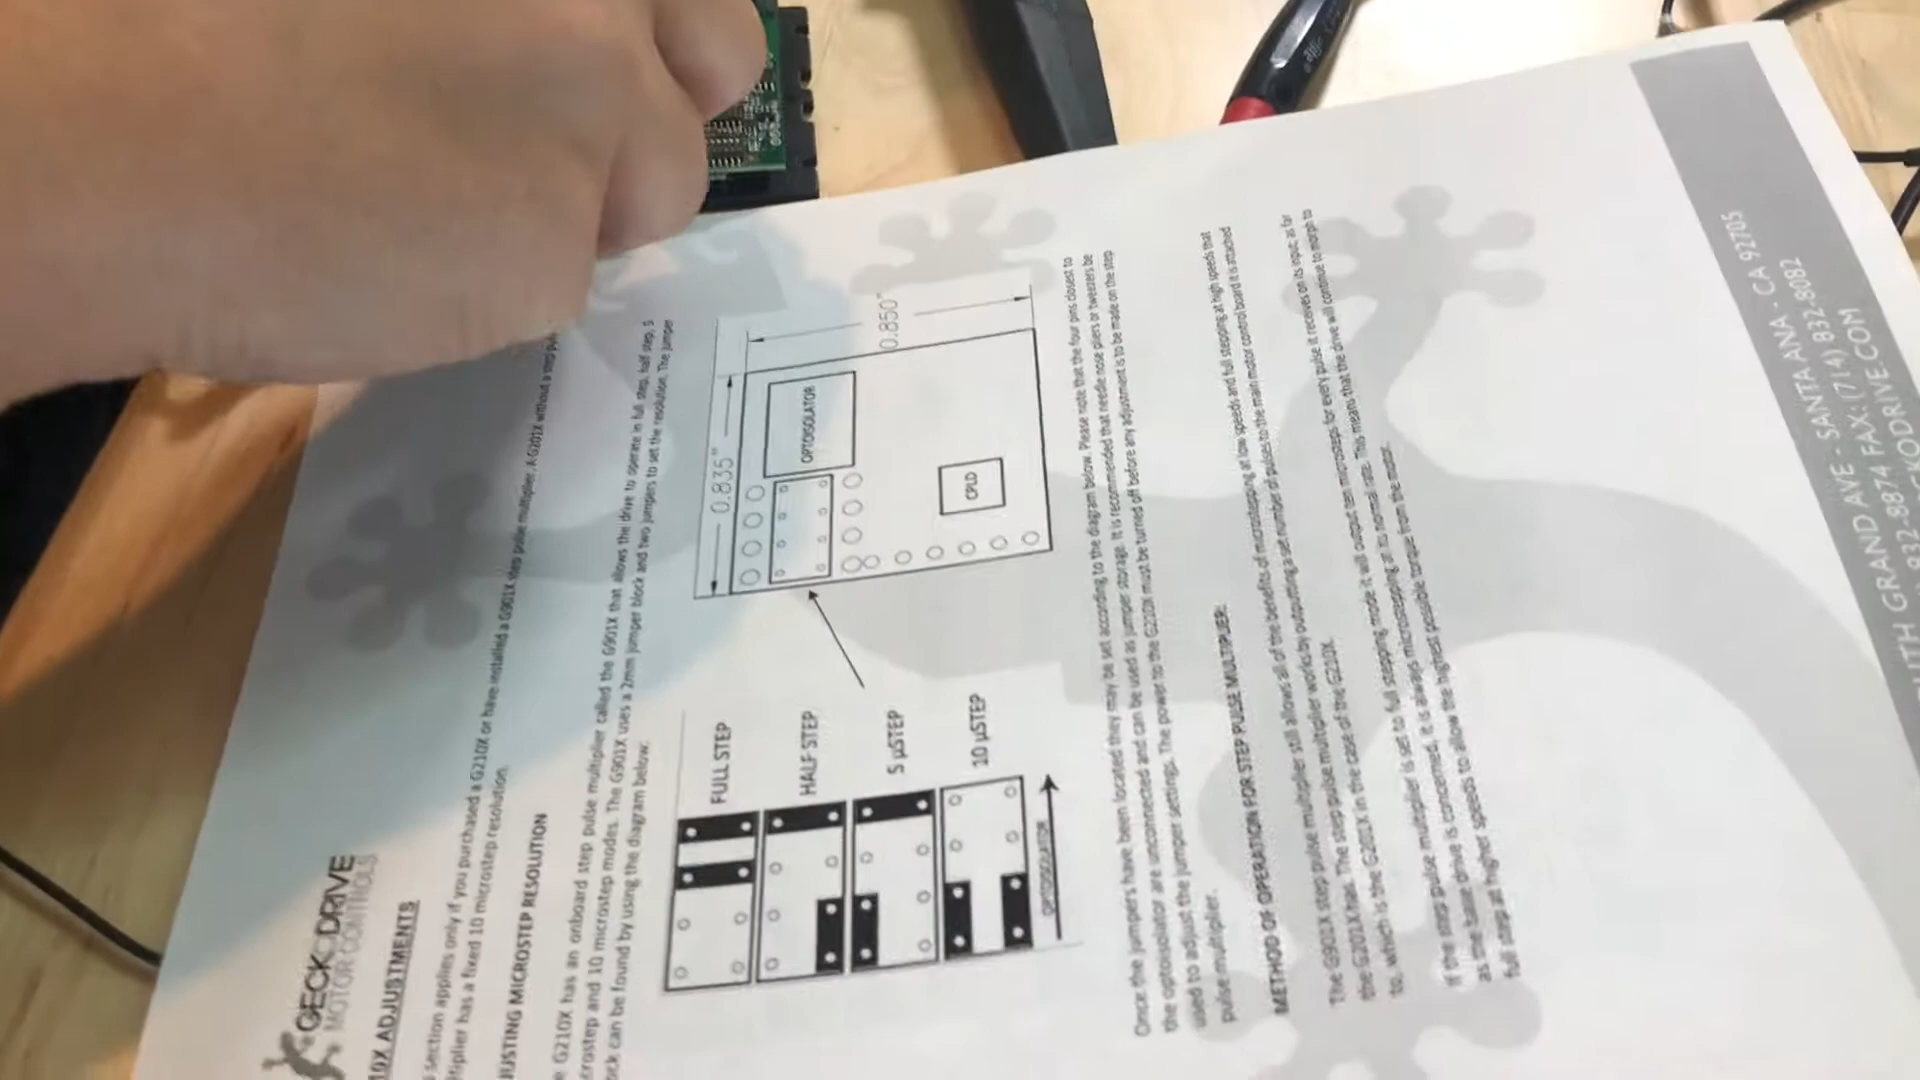 GECKODRIVE
MOTOR CONTROLS
10X ADJUSTMENTS
section applies only if you purchased a G210X or have installed a G901X step pulse multiplier. A G201X without a step
ltiplier has a fixed 10 microstep resolution.
JUSTING MICROSTEP RESOLUTION
G210X has an onboard step pulse multiplier called the G901X that allows the drive to operate in full step, half step, 5
crostep and 10 microstep modes. The G901X uses a 2mm jumper block and two jumpers to set the resolution. The jumper
ock can be found by using the diagram below:
FULL STEP
HALF STEP
5 µSTEP
10 µSTEP
OPTOISOLATOR
0.835"
0.850"
OPTOISOLATOR
CPLD
Once the jumpers have been located they may be set according to the diagram below. Please note that the four pins closest to
the optoisolator are unconnected and can be used as jumper storage. It is recommended that needle nose pliers or tweezers be
used to adjust the jumper settings. The power to the G210X must be turned off before any adjustment is to be made on the step
pulse multiplier.
METHOD OF OPERATION FOR STEP PULSE MULTIPLIER:
The G901X step pulse multiplier still allows all of the benefits of microstepping at low speeds and full stepping at high speeds that
the G201X has. The step pulse multiplier works by outputting a set number of pulses to the main motor control board it is attached
to, which is the G201X in the case of the G210X.
If the step pulse multiplier is set to full stepping mode it will output ten microsteps for every pulse it receives on its input; as far
as the base drive is concerned, it is always microstepping at its normal rate. This means that the drive will continue to morph to
full step at higher speeds to allow the highest possible torque from the motor.
GRAND AVE - SANTA ANA - CA 92705
832-8874 FAX: (714) 832-8082
CKODRIVE.COM